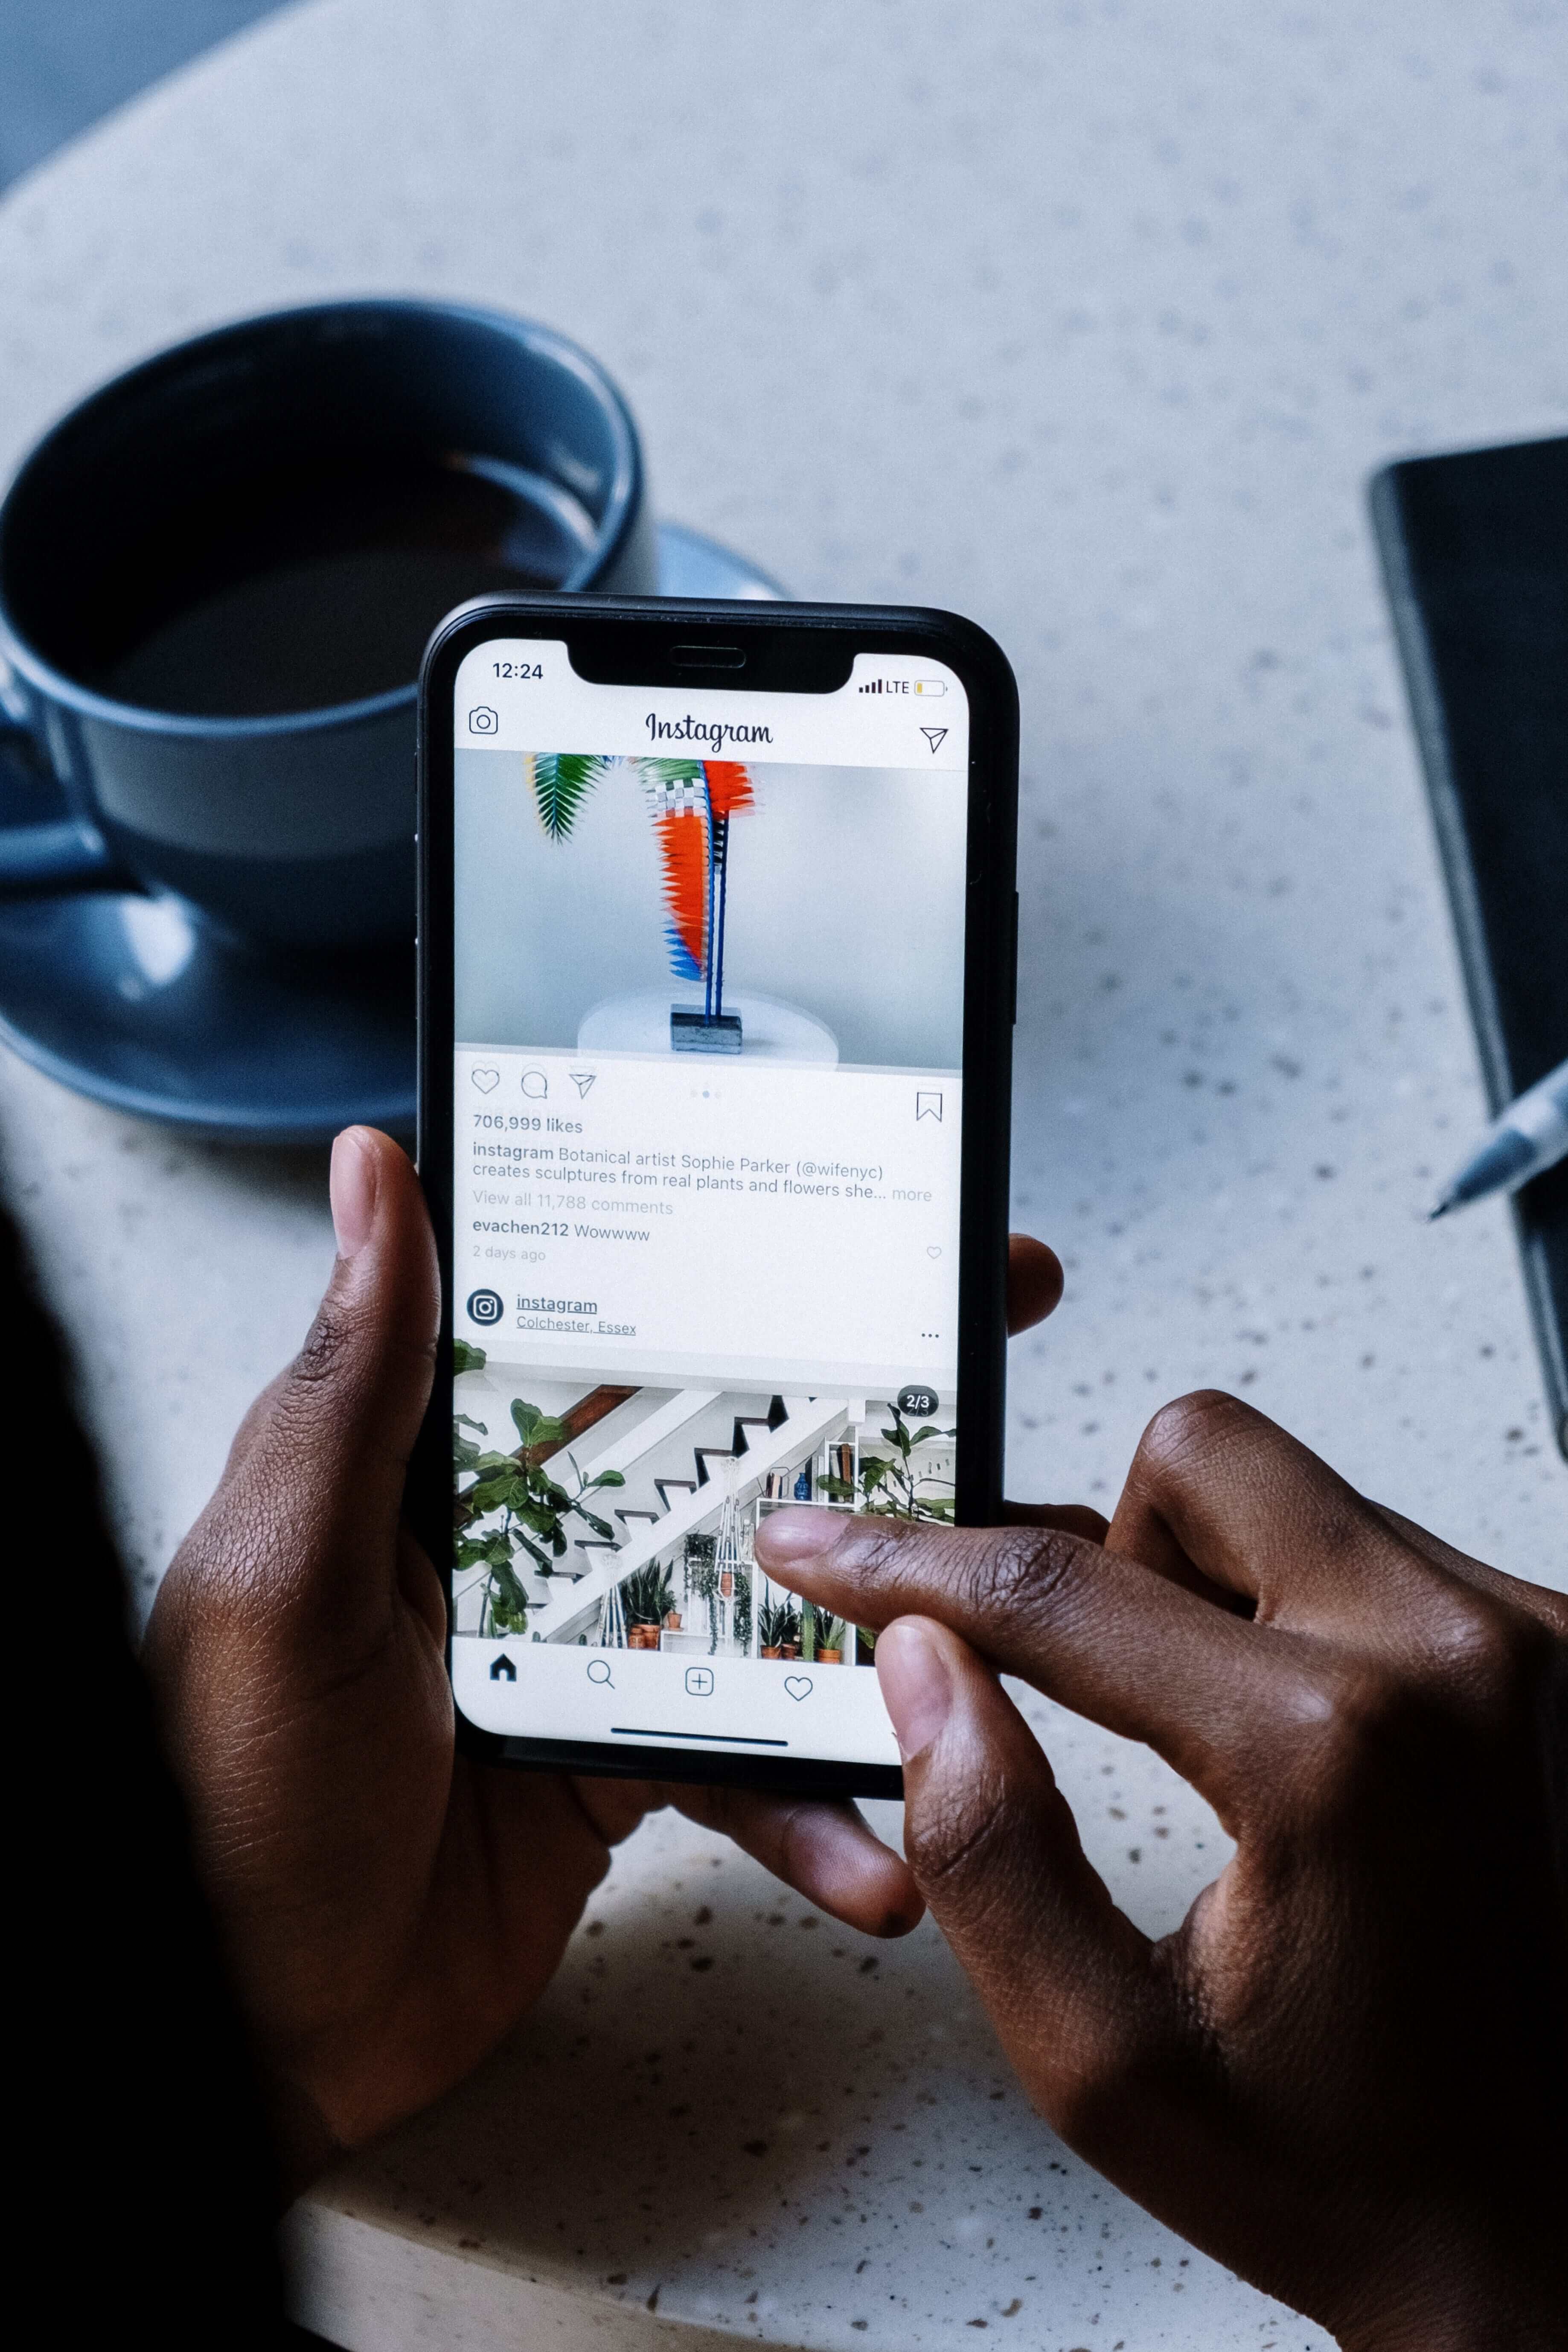 12:24
LTE
Instagram
706,999 likes
instagram Botanical artist Sophie Parker (@wifenyc)
creates sculptures from real plants and flowers she... more
View all 11,788 comments
evachen212 Wowwww
2 days ago
instagram
Colchester, Essex
2/3